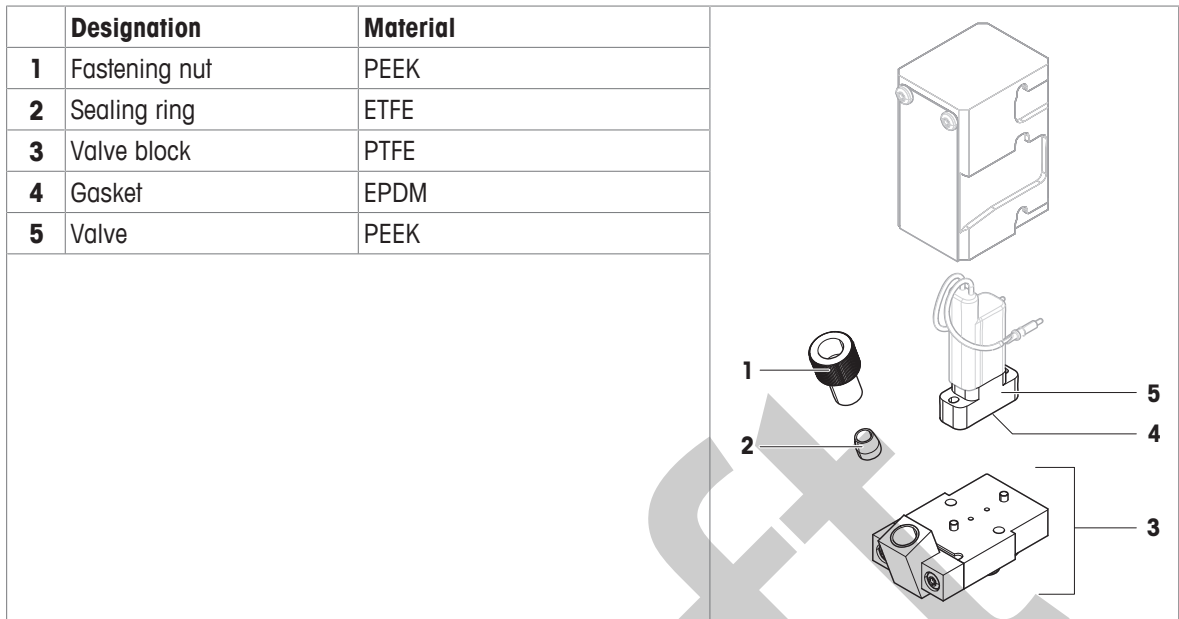 Designation Material
1 Fastening nut PEEK
2 Sealing ring ETFE
3 Valve block PTFE
4 Gasket EPDM
5 Valve PEEK
1
5
4
2
3
ft